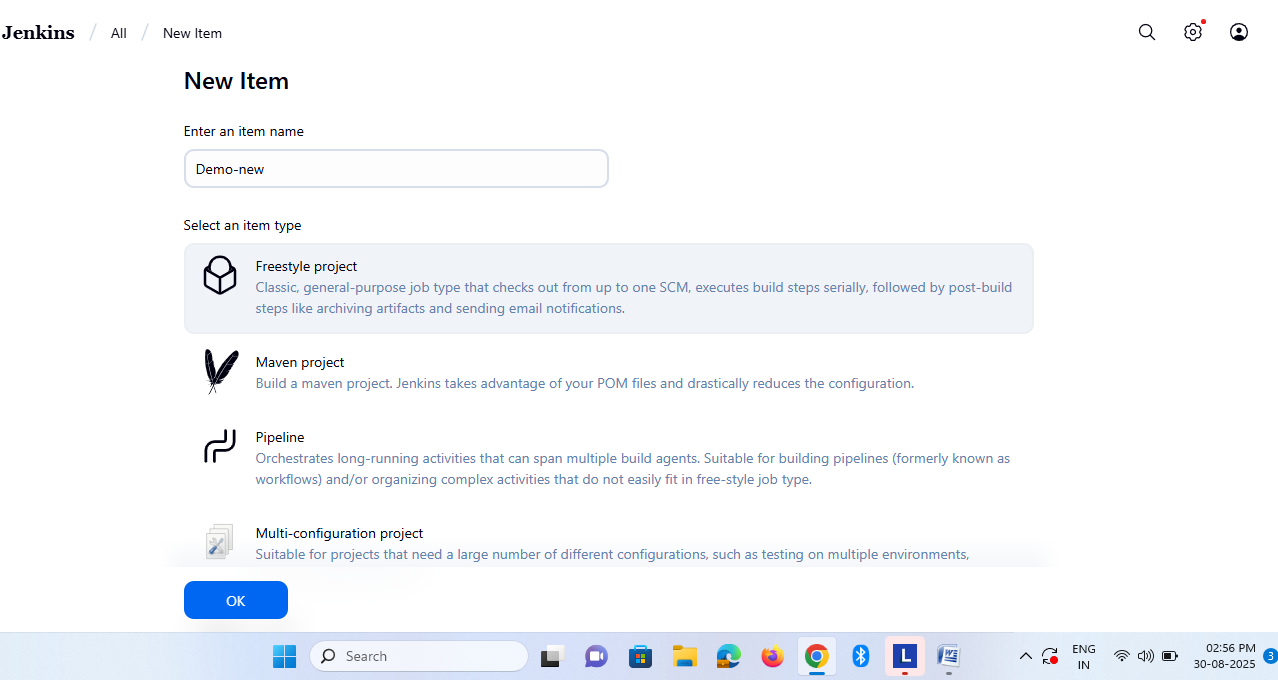 Jenkins / All / New Item
New Item
Enter an item name
Demo-new
Select an item type
Freestyle project
Classic, general-purpose job type that checks out from up to one SCM, executes build steps serially, followed by post-build
steps like archiving artifacts and sending email notifications.
Maven project
Build a maven project. Jenkins takes advantage of your POM files and drastically reduces the configuration.
Pipeline
Orchestrates long-running activities that can span multiple build agents. Suitable for building pipelines (formerly known as
workflows) and/or organizing complex activities that do not easily fit in free-style job type.
Multi-configuration project
Suitable for projects that need a large number of different configurations, such as testing on multiple environments,
OK
Search
L
W
ENG
IN
02:56 PM
30-08-2025
3